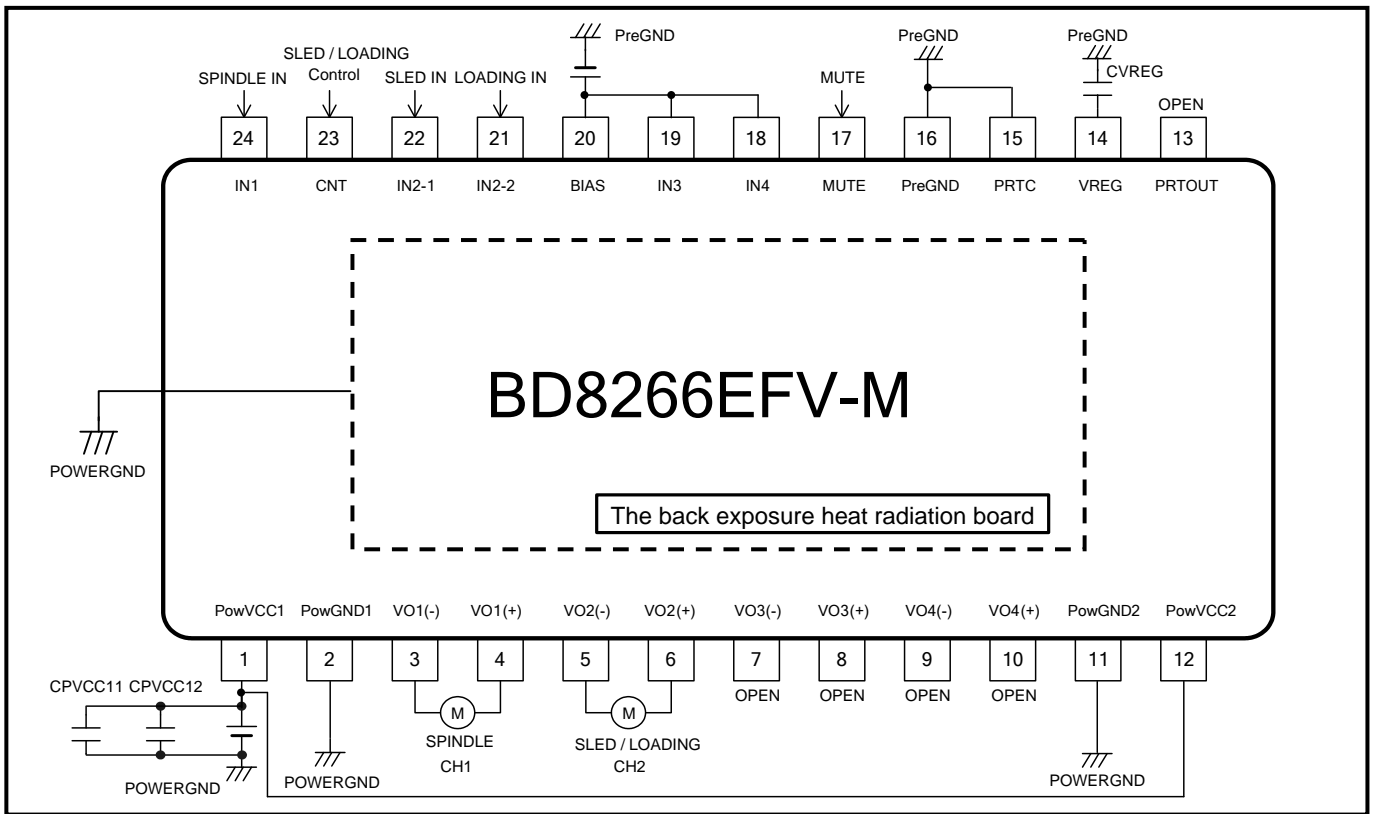 PreGND PreGND PreGND
SLED / LOADING
Control
SPINDLE IN SLED IN LOADING IN MUTE CVREG
OPEN
24 23 22 21 20 19 18 17 16 15 14 13
IN1 CNT IN2-1 IN2-2 BIAS IN3 IN4 MUTE PreGND PRTC VREG PRTOUT
BD8266EFV-M
POWERGND
The back exposure heat radiation board
PowVCC1 PowGND1 VO1(-) VO1(+) VO2(-) VO2(+) VO3(-) VO3(+) VO4(-) VO4(+) PowGND2 PowVCC2
1 2 3 4 5 6 7 8 9 10 11 12
CPVCC11 CPVCC12 OPEN OPEN OPEN OPEN
M M
SPINDLE SLED / LOADING
CH1 CH2
POWERGND POWERGND POWERGND